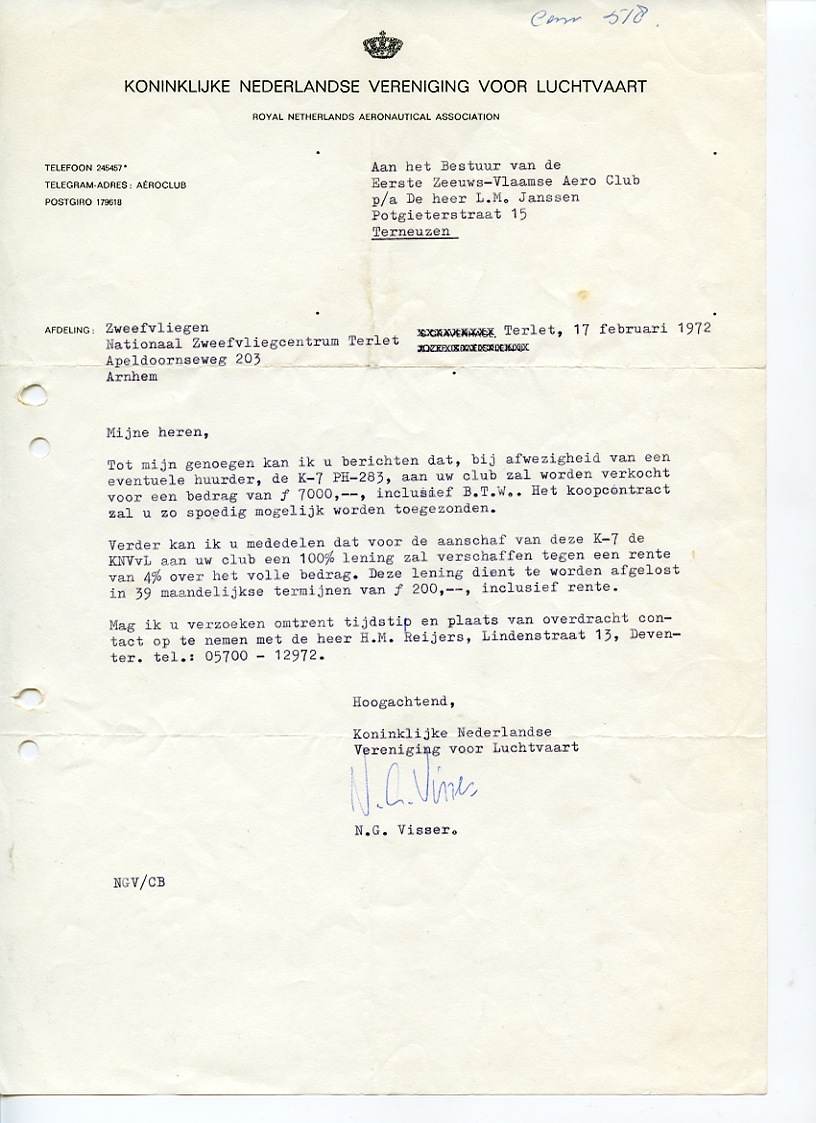 Corr 518.
KONINKLIJKE NEDERLANDSE VERENIGING VOOR LUCHTVAART
ROYAL NETHERLANDS AERONAUTICAL ASSOCIATION
TELEFOON 245457*
TELEGRAM-ADRES: AÉROCLUB
POSTGIRO 179618
Aan het Bestuur van de
Eerste Zeeuws-Vlaamse Aero Club
p/a De heer L.M. Janssen
Potgieterstraat 15
Terneuzen
AFDELING: Zweefvliegen
Nationaal Zweefvliegcentrum Terlet
Apeldoornseweg 203
Arnhem
Terlet, 17 februari 1972
Mijne heren,
Tot mijn genoegen kan ik u berichten dat, bij afwezigheid van een
eventuele huurder, de K-7 PH-283, aan uw club zal worden verkocht
voor een bedrag van ƒ 7000,--, inclusief B.T.W.. Het koopcontract
zal u zo spoedig mogelijk worden toegezonden.
Verder kan ik u mededelen dat voor de aanschaf van deze K-7 de
KNVvL aan uw club een 100% lening zal verschaffen tegen een rente
van 4% over het volle bedrag. Deze lening dient te worden afgelost
in 39 maandelijkse termijnen van ƒ 200,--, inclusief rente.
Mag ik u verzoeken omtrent tijdstip en plaats van overdracht con-
tact op te nemen met de heer H.M. Reijers, Lindenstraat 13, Deven-
ter. tel.: 05700 - 12972.
Hoogachtend,
Koninklijke Nederlandse
Vereniging voor Luchtvaart
N.G. Visser
N.G. Visser.
NGV/CB